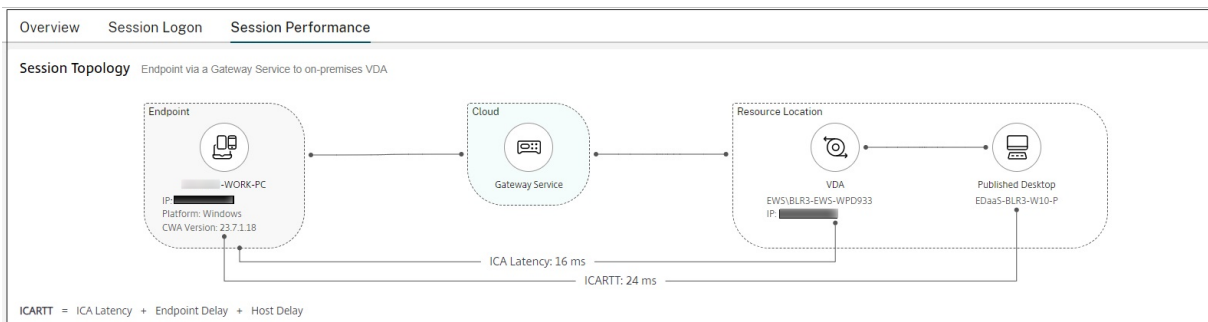 Overview Session Logon Session Performance
Session Topology Endpoint via a Gateway Service to on-premises VDA
Endpoint
Cloud
Resource Location
-WORK-PC
Gateway Service
VDA
Published Desktop
IP:
EWS\BLR3-EWS-WPD933
EDaaS-BLR3-W10-P
Platform: Windows
IP:
CWA Version: 23.7.1.18
ICA Latency: 16 ms
ICARTT: 24 ms
ICARTT = ICA Latency + Endpoint Delay + Host Delay